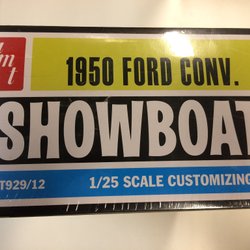 amt
1950 FORD CONV.
SHOWBOAT
T929/12
1/25 SCALE CUSTOMIZING